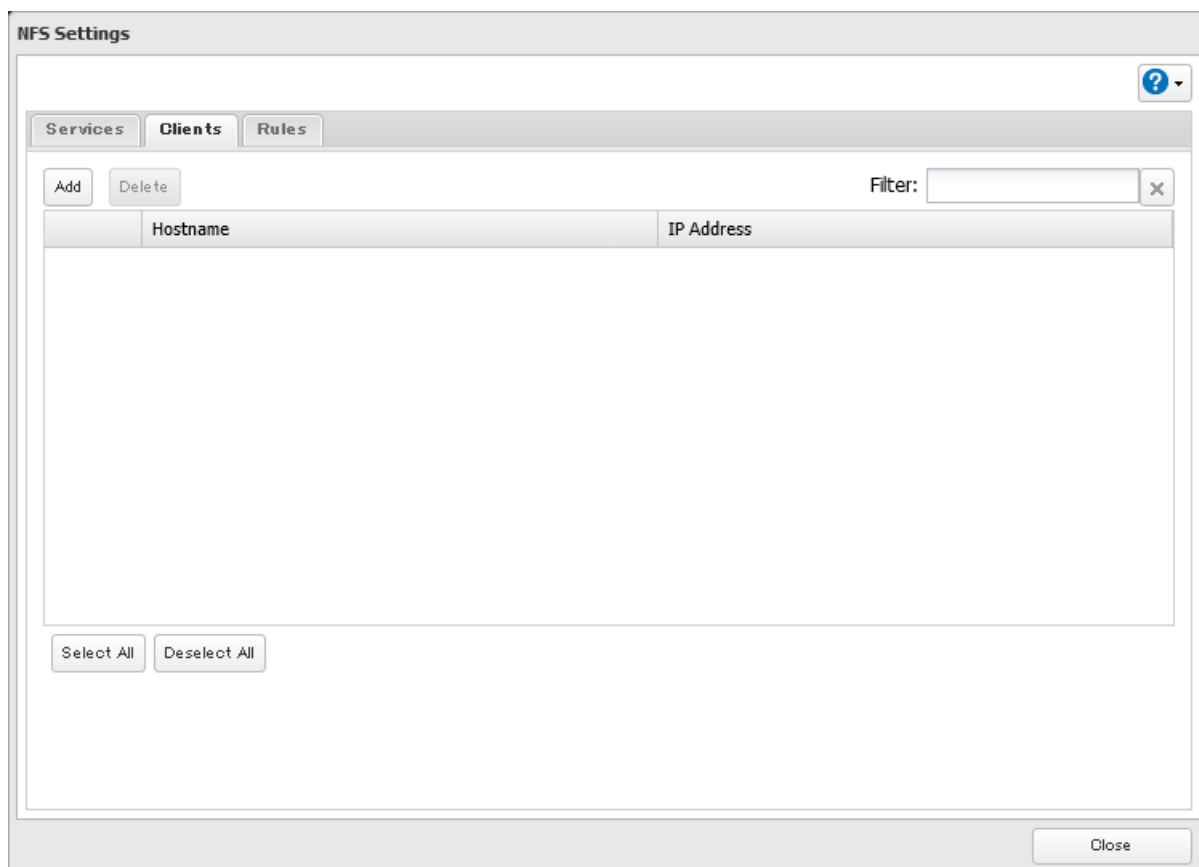 NFS Settings
?
Services Clients Rules
Add Delete Filter:
Hostname IP Address
Select All Deselect All
Close